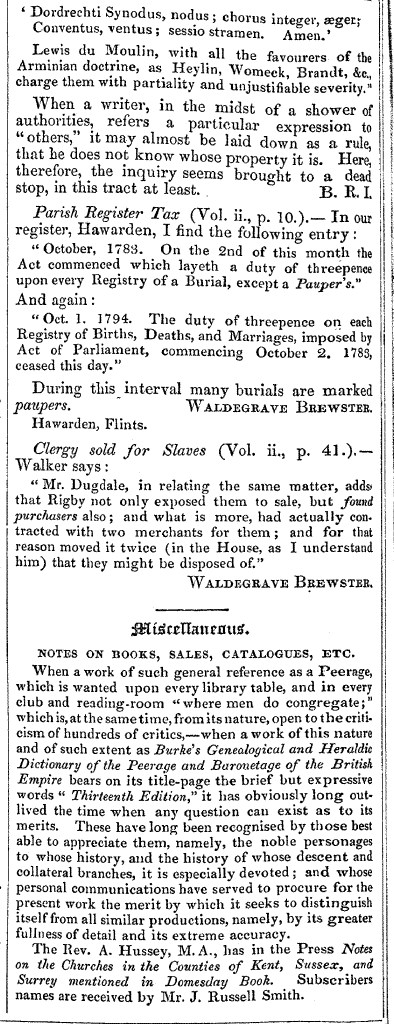 ‘ Dordrechti Synodus, nodus ; chorus integer, æger;
Conventus, ventus ; sessio stramen. Amen.’
Lewis du Moulin, with all the favourers of the
Arminian doctrine, as Heylin, Womeck, Brandt, &c.,
charge them with partiality and unjustifiable severity."
When a writer, in the midst of a shower of
authorities, refers a particular expression to
“others,” it may almost be laid down as a rule,
that he does not know whose property it is. Here,
therefore, the inquiry seems brought to a dead
stop, in this tract at least. B. R. I.
Parish Register Tax (Vol. ii., p. 10.).— In our
register, Hawarden, I find the following entry :
“ October, 1783. On the 2nd of this month the
Act commenced which layeth a duty of threepence
upon every Registry of a Burial, except a Pauper’s.”
And again :
“Oct. 1. 1794. The duty of threepence on each
Registry of Births, Deaths, and Marriages, imposed by
Act of Parliament, commencing October 2. 1783,
ceased this day.”
During this interval many burials are marked
paupers. WALDEGRAVE BREWSTER.
Hawarden, Flints.
Clergy sold for Slaves (Vol. ii., p. 41.).—
Walker says :
“ Mr. Dugdale, in relating the same matter, adds
that Rigby not only exposed them to sale, but found
purchasers also ; and what is more, had actually con-
tracted with two merchants for them ; and for that
reason moved it twice (in the House, as I understand
him) that they might be disposed of.”
WALDEGRAVE BREWSTER.
Miscellaneous.
NOTES ON BOOKS, SALES, CATALOGUES, ETC.
When a work of such general reference as a Peerage,
which is wanted upon every library table, and in every
club and reading-room “where men do congregate;”
which is, at the same time, from its nature, open to the criti-
cism of hundreds of critics,—when a work of this nature
and of such extent as Burke’s Genealogical and Heraldic
Dictionary of the Peerage and Baronetage of the British
Empire bears on its title-page the brief but expressive
words “ Thirteenth Edition,” it has obviously long out-
lived the time when any question can exist as to its
merits. These have long been recognised by those best
able to appreciate them, namely, the noble personages
to whose history, and the history of whose descent and
collateral branches, it is especially devoted ; and whose
personal communications have served to procure for the
present work the merit by which it seeks to distinguish
itself from all similar productions, namely, by its greater
fullness of detail and its extreme accuracy.
The Rev. A. Hussey, M. A., has in the Press Notes
on the Churches in the Counties of Kent, Sussex, and
Surrey mentioned in Domesday Book. Subscribers
names are received by Mr. J. Russell Smith.